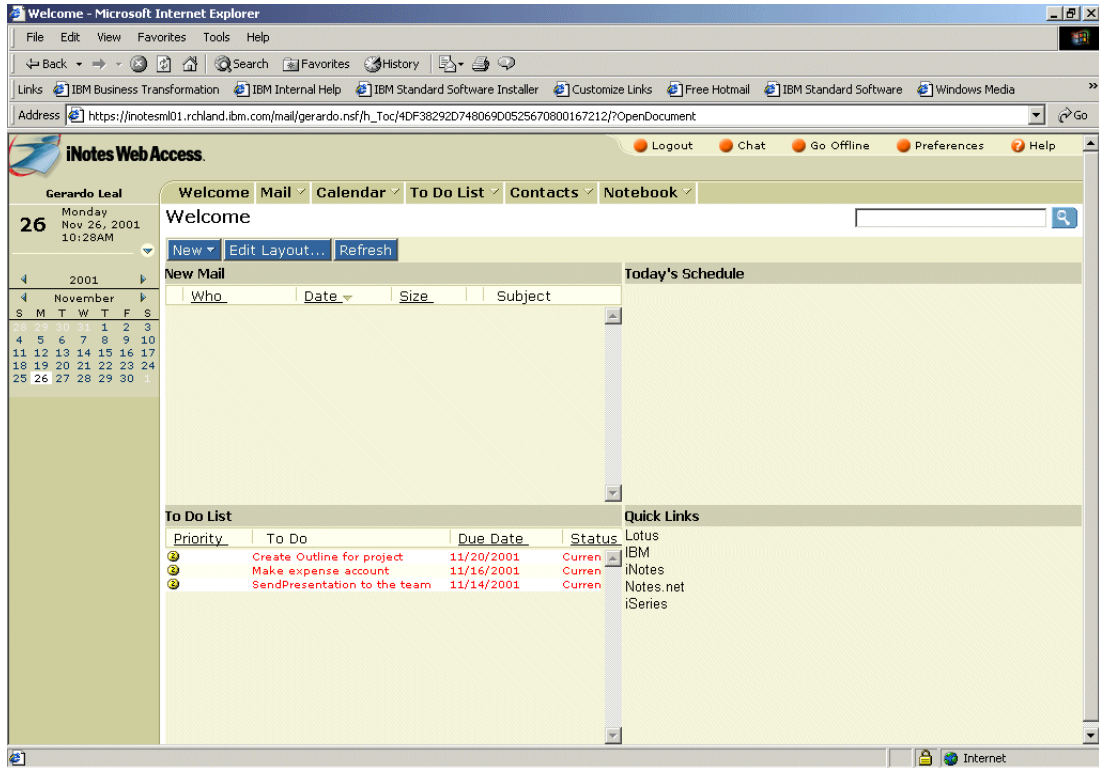 Welcome - Microsoft Internet Explorer
File Edit View Favorites Tools Help
Back Search Favorites History
Links IBM Business Transformation IBM Internal Help IBM Standard Software Installer Customize Links Free Hotmail IBM Standard Software Windows Media »
Address https://inotesml01.rchland.ibm.com/mail/gerardo.nsf/h_Toc/4DF38292D748069D0525670800167212/?OpenDocument Go
iNotes Web Access. Logout Chat Go Offline Preferences Help
Gerardo Leal Welcome Mail Calendar To Do List Contacts Notebook
26 Monday
Nov 26, 2001
10:28AM
Welcome
New Edit Layout... Refresh
2001
November
S M T W T F S
28 29 30 31 1 2 3
4 5 6 7 8 9 10
11 12 13 14 15 16 17
18 19 20 21 22 23 24
25 26 27 28 29 30 1
New Mail
Who Date Size Subject
Today's Schedule
To Do List
Priority To Do Due Date Status
2 Create Outline for project 11/20/2001 Curren
2 Make expense account 11/16/2001 Curren
2 SendPresentation to the team 11/14/2001 Curren
Quick Links
Lotus
IBM
iNotes
Notes.net
iSeries
Internet